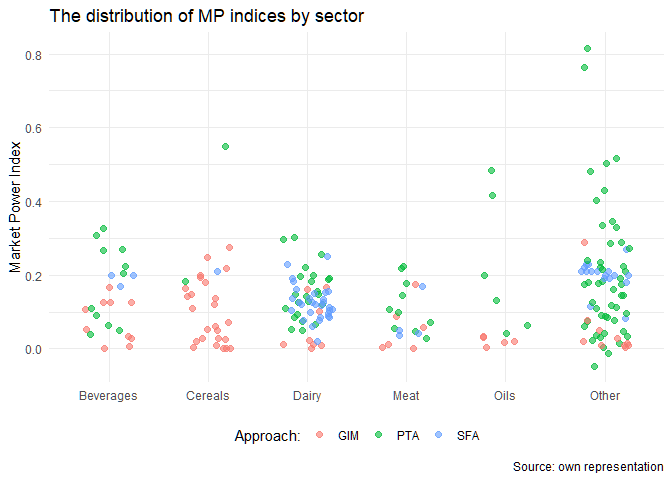 The distribution of MP indices by sector
Market Power Index
0.8
0.6
0.4
0.2
0.0
Beverages Cereals Dairy Meat Oils Other
Approach: GIM PTA SFA
Source: own representation